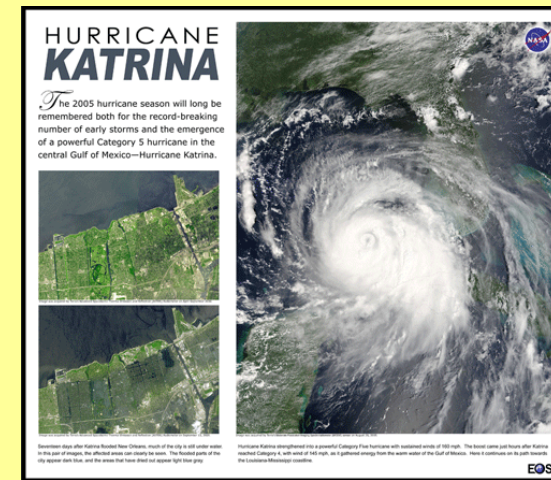 HURRICANE
KATRINA
The 2005 hurricane season will long be
remembered both for the record-breaking
number of early storms and the emergence
of a powerful Category 5 hurricane in the
central Gulf of Mexico—Hurricane Katrina.
Seventeen days after Katrina flooded New Orleans, much of the city is still under water.
In this pair of images, the affected areas can clearly be seen. The flooded parts of the
city appear dark blue, and the areas that have dried out appear light blue gray.
NASA
Hurricane Katrina strengthened into a powerful Category Five hurricane with sustained winds of 160 mph. The boost came just hours after Katrina
reached Category 4, with wind of 145 mph, as it gathered energy from the warm water of the Gulf of Mexico. Here it continues on its path towards
the Louisiana-Mississippi coastline.
EOS